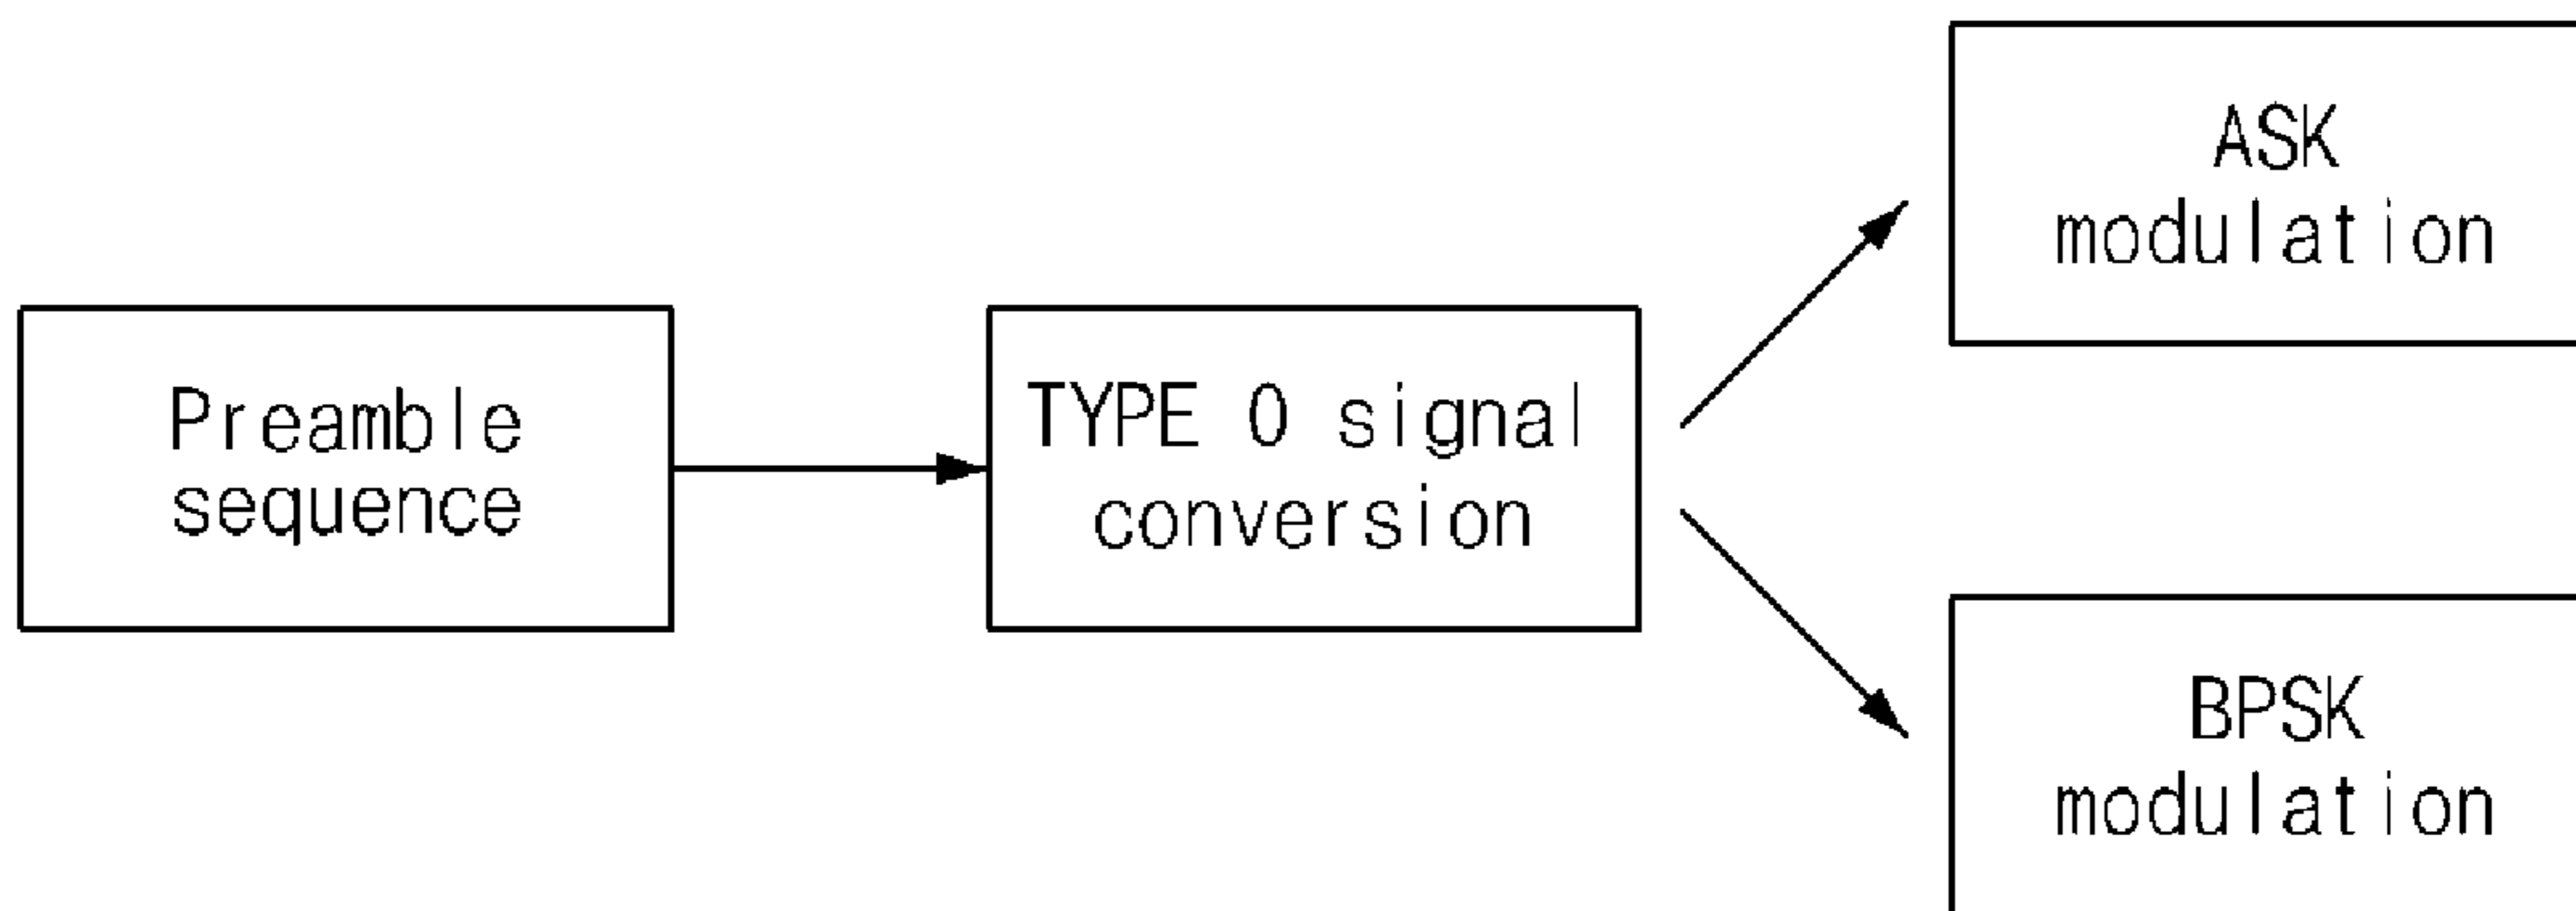 Preamble
sequence
TYPE 0 signal
conversion
ASK
modulation
BPSK
modulation